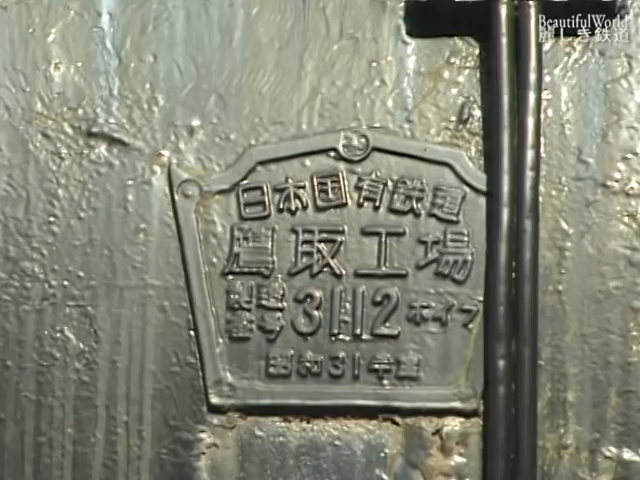 BeautifulWorld
麗しき鉄道
日本国有鉄道
鷹取工場
製造
番号 3112 ボイラ
昭和31年